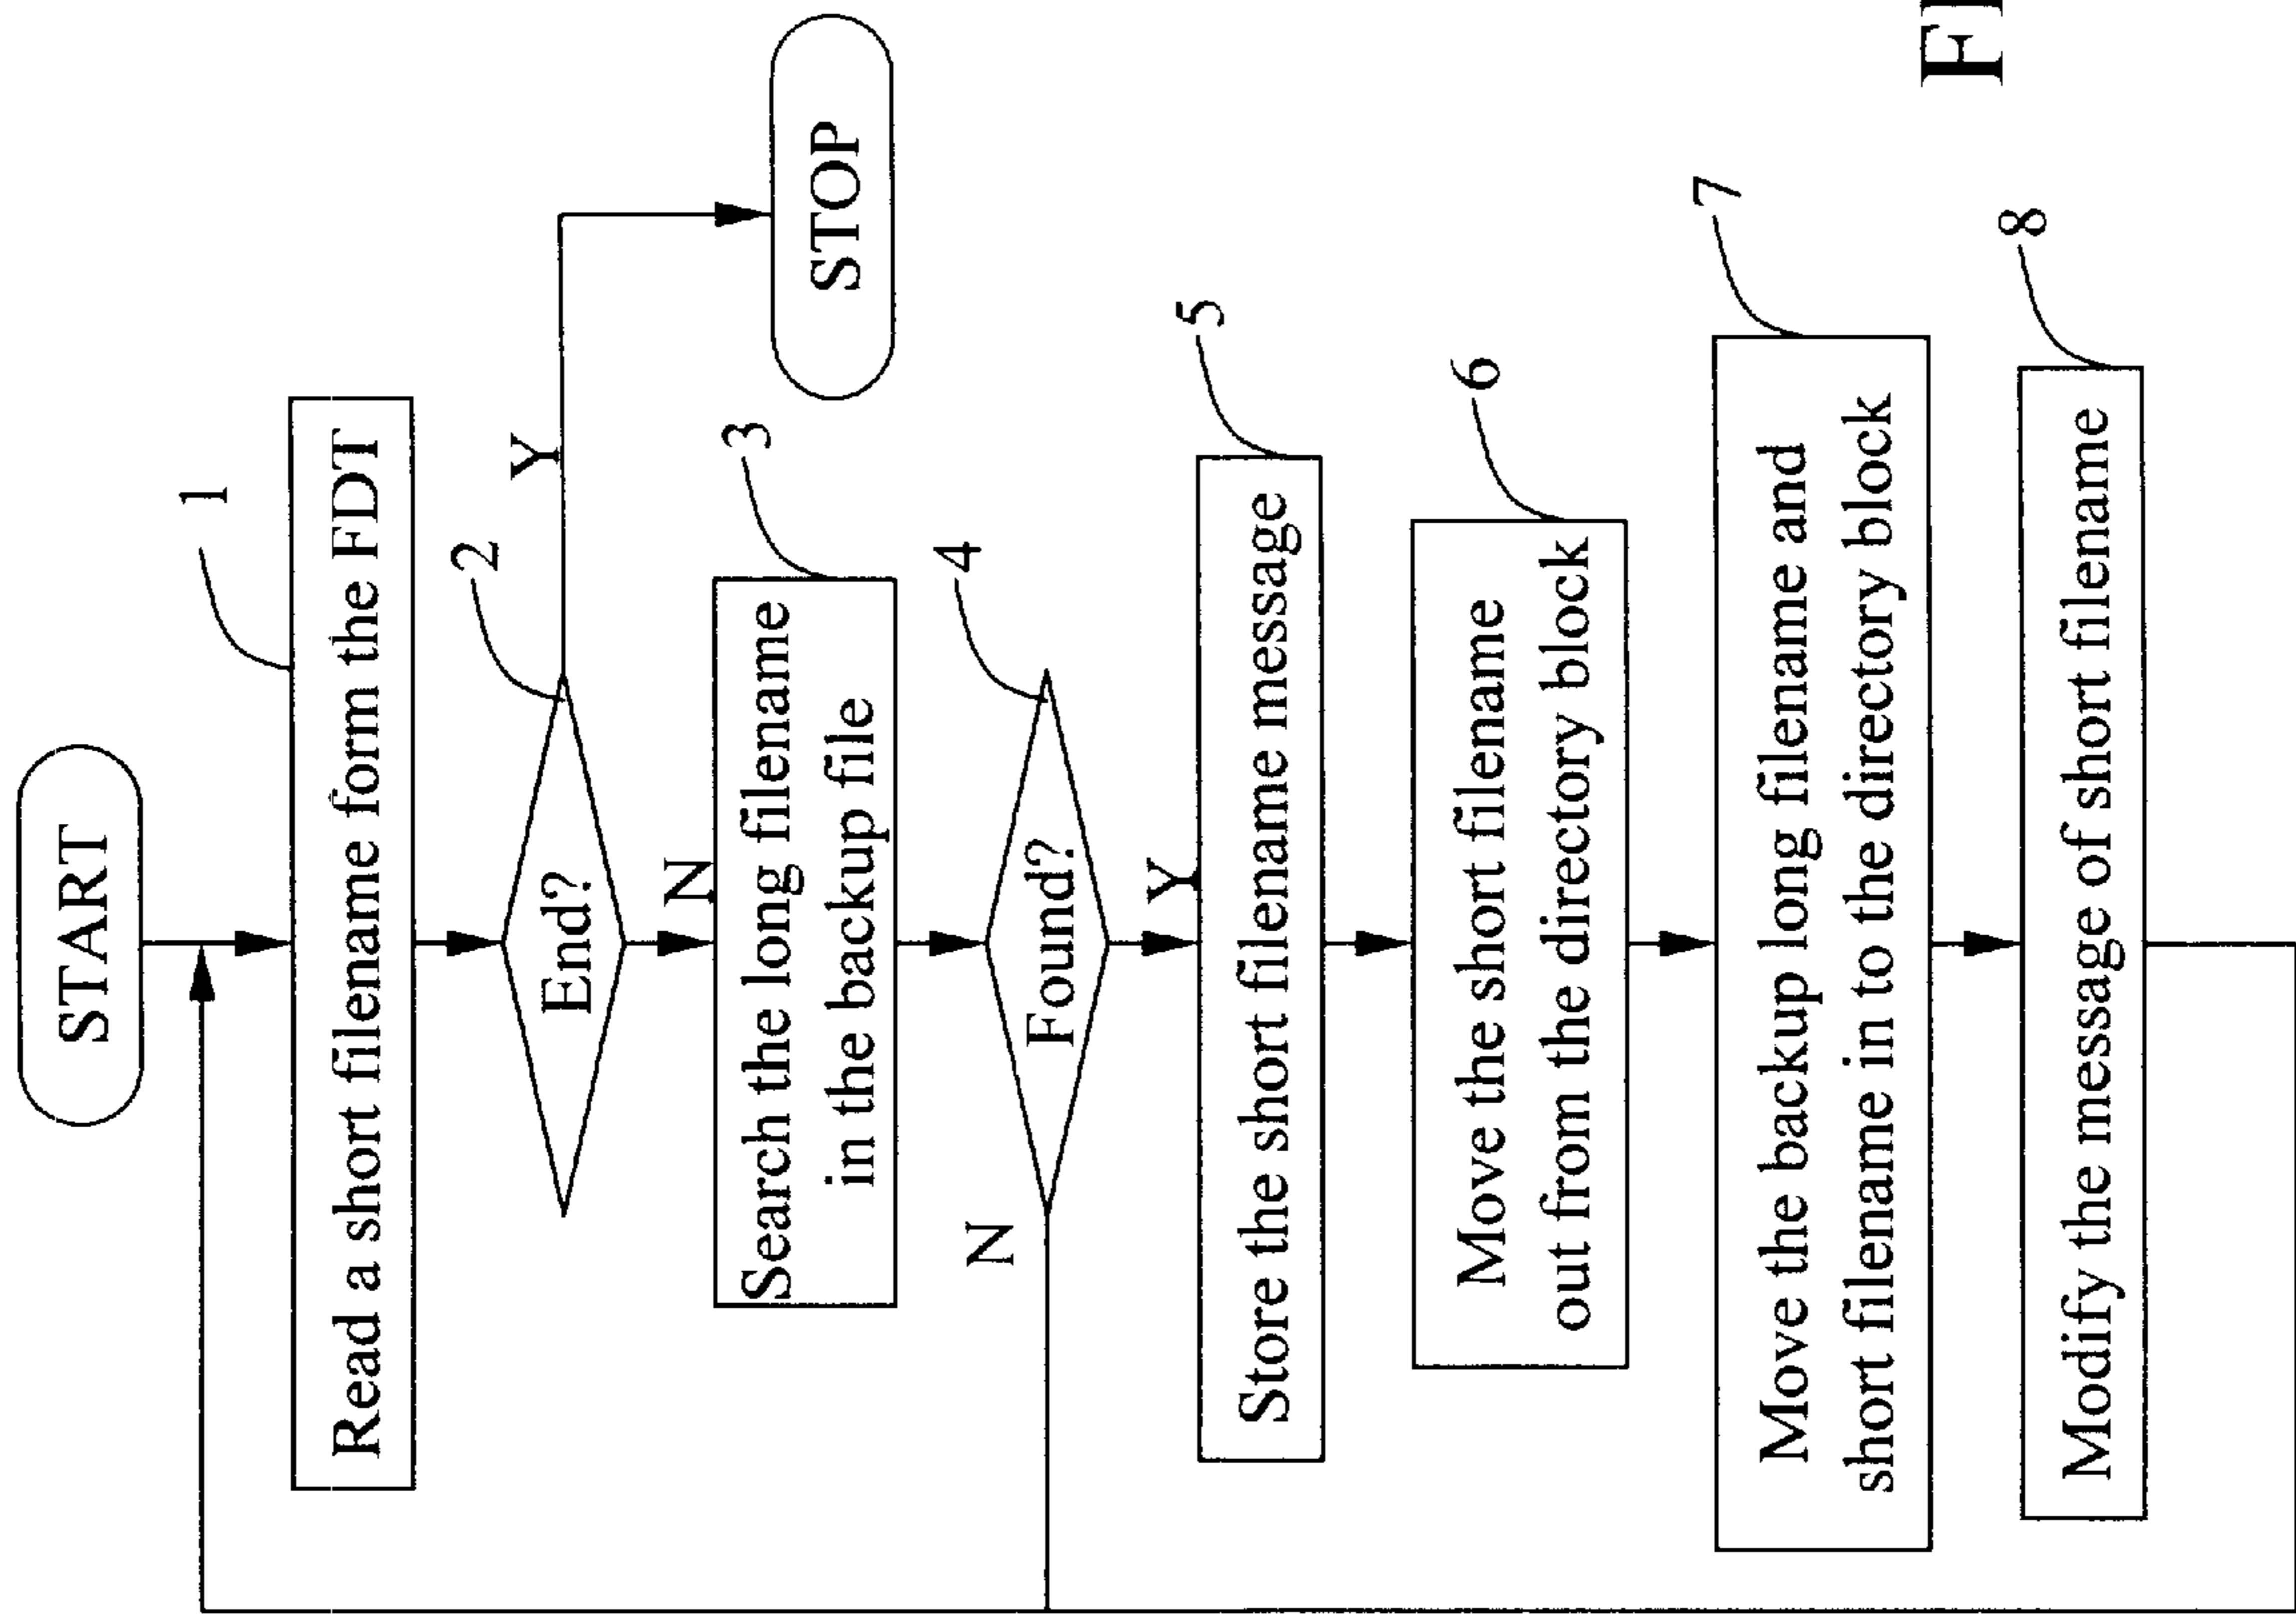 START
1
Read a short filename form the FDT
2
End?
Y
N
STOP
3
Search the long filename
in the backup file
4
Found?
N
Y
5
Store the short filename message
6
Move the short filename
out from the directory block
7
Move the backup long filename and
short filename in to the directory block
8
Modify the message of short filename